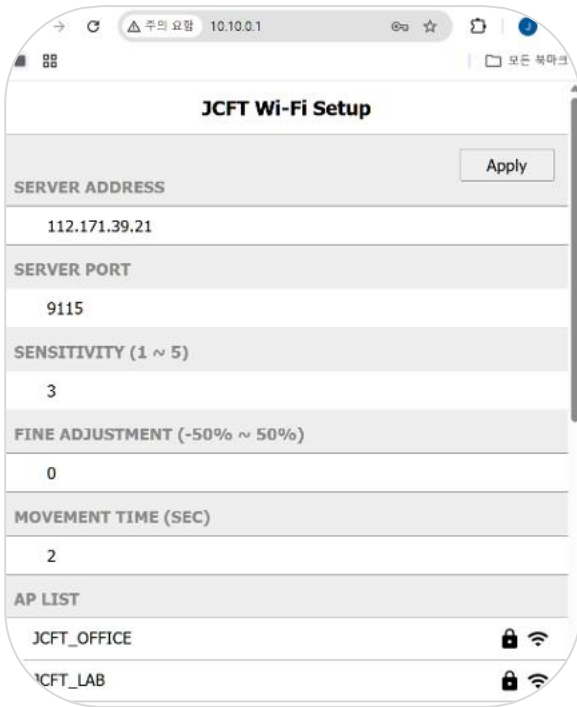 주의 요함 10.10.0.1
모든 북마크
JCFT Wi-Fi Setup
Apply
SERVER ADDRESS
112.171.39.21
SERVER PORT
9115
SENSITIVITY (1 ~ 5)
3
FINE ADJUSTMENT (-50% ~ 50%)
0
MOVEMENT TIME (SEC)
2
AP LIST
JCFT_OFFICE
JCFT_LAB